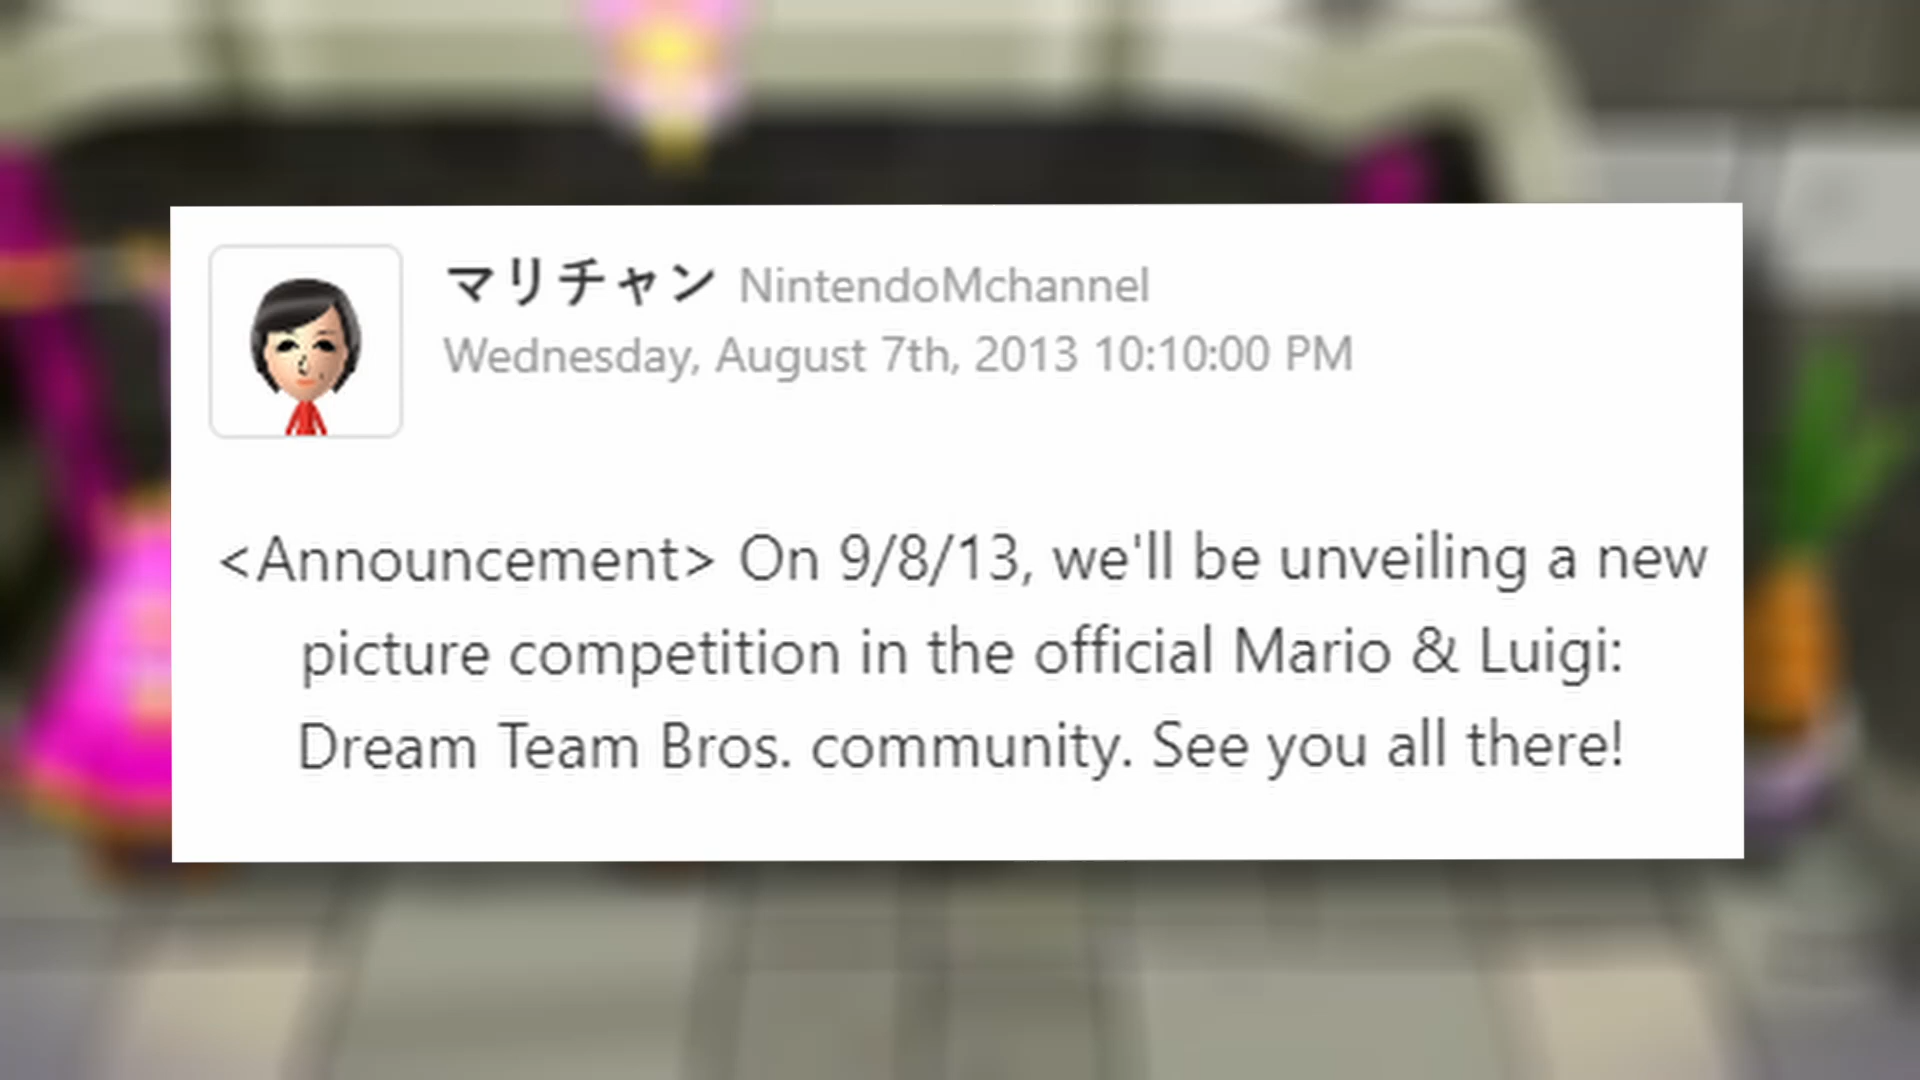 マリチャン NintendoMchannel
Wednesday, August 7th, 2013 10:10:00 PM
<Announcement> On 9/8/13, we'll be unveiling a new
picture competition in the official Mario & Luigi:
Dream Team Bros. community. See you all there!